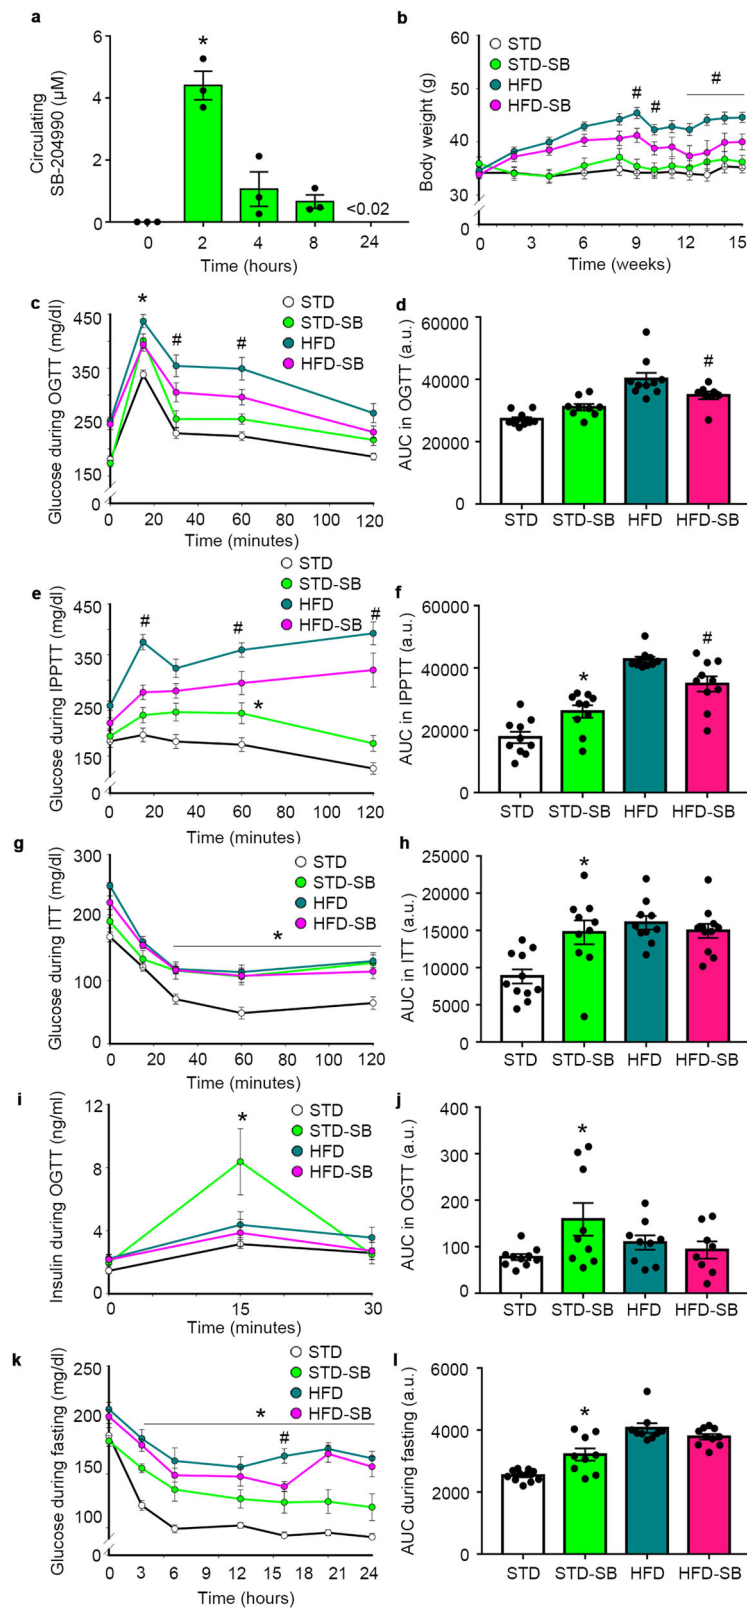 a
Circulating
SB-204990 (μM)
6
4
2
0
*
<0.02
0 2 4 8 24
Time (hours)
b
Body weight (g)
60
50
40
30
0
STD
STD-SB
HFD
HFD-SB
# # #
0 3 6 9 12 15
Time (weeks)
c
Glucose during OGTT (mg/dl)
450
350
250
150
0
* # #
STD
STD-SB
HFD
HFD-SB
0 20 40 60 80 100 120
Time (minutes)
d
AUC in OGTT (a.u.)
60000
40000
20000
0
#
STD STD-SB HFD HFD-SB
e
Glucose during IPPTT (mg/dl)
450
350
250
150
0
STD
STD-SB
HFD
HFD-SB
# # #
*
0 20 40 60 80 100 120
Time (minutes)
f
AUC in IPPTT (a.u.)
60000
40000
20000
0
* #
STD STD-SB HFD HFD-SB
g
Glucose during ITT (mg/dl)
300
200
100
0
STD
STD-SB
HFD
HFD-SB
*
0 20 40 60 80 100 120
Time (minutes)
h
AUC in ITT (a.u.)
25000
20000
15000
10000
5000
0
*
STD STD-SB HFD HFD-SB
i
Insulin during OGTT (ng/ml)
12
8
4
0
*
STD
STD-SB
HFD
HFD-SB
0 15 30
Time (minutes)
j
AUC in OGTT (a.u.)
400
300
200
100
0
*
STD STD-SB HFD HFD-SB
k
Glucose during fasting (mg/dl)
250
200
150
100
0
STD
STD-SB
HFD
HFD-SB
*
#
0 3 6 9 12 15 18 21 24
Time (hours)
l
AUC during fasting (a.u.)
6000
4000
2000
0
*
STD STD-SB HFD HFD-SB